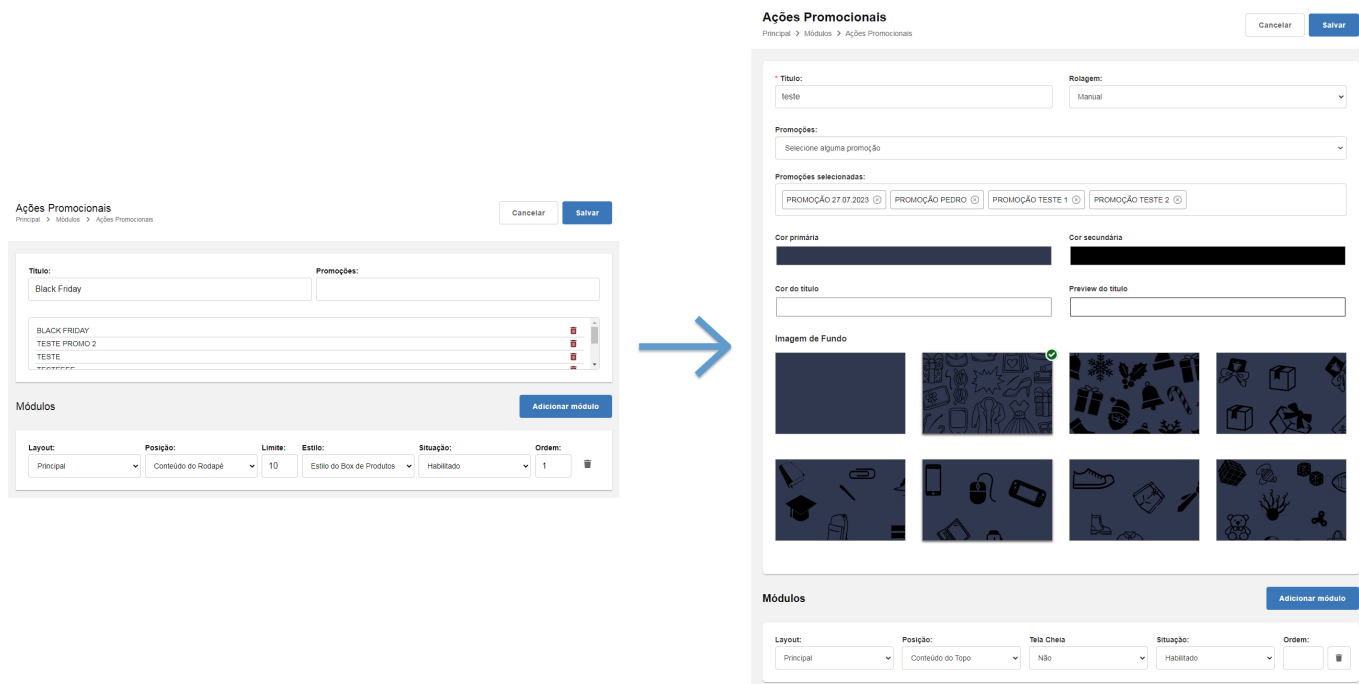 Ações Promocionais
Principal > Módulos > Ações Promocionais
Cancelar
Salvar
Título:
Promoções:
Black Friday
BLACK FRIDAY
TESTE PROMO 2
TESTE
TESTEEEE
Módulos
Adicionar módulo
Layout:
Posição:
Limite:
Estilo:
Situação:
Ordem:
Principal
Conteúdo do Rodapé
10
Estilo do Box de Produtos
Habilitado
1
Ações Promocionais
Principal > Módulos > Ações Promocionais
Cancelar
Salvar
* Título:
Rolagem:
teste
Manual
Promoções:
Selecione alguma promoção
Promoções selecionadas:
PROMOÇÃO 27.07.2023
PROMOÇÃO PEDRO
PROMOÇÃO TESTE 1
PROMOÇÃO TESTE 2
Cor primária
Cor secundária
Cor do título
Preview do título
Imagem de Fundo
Módulos
Adicionar módulo
Layout:
Posição:
Tela Cheia
Situação:
Ordem:
Principal
Conteúdo do Topo
Não
Habilitado